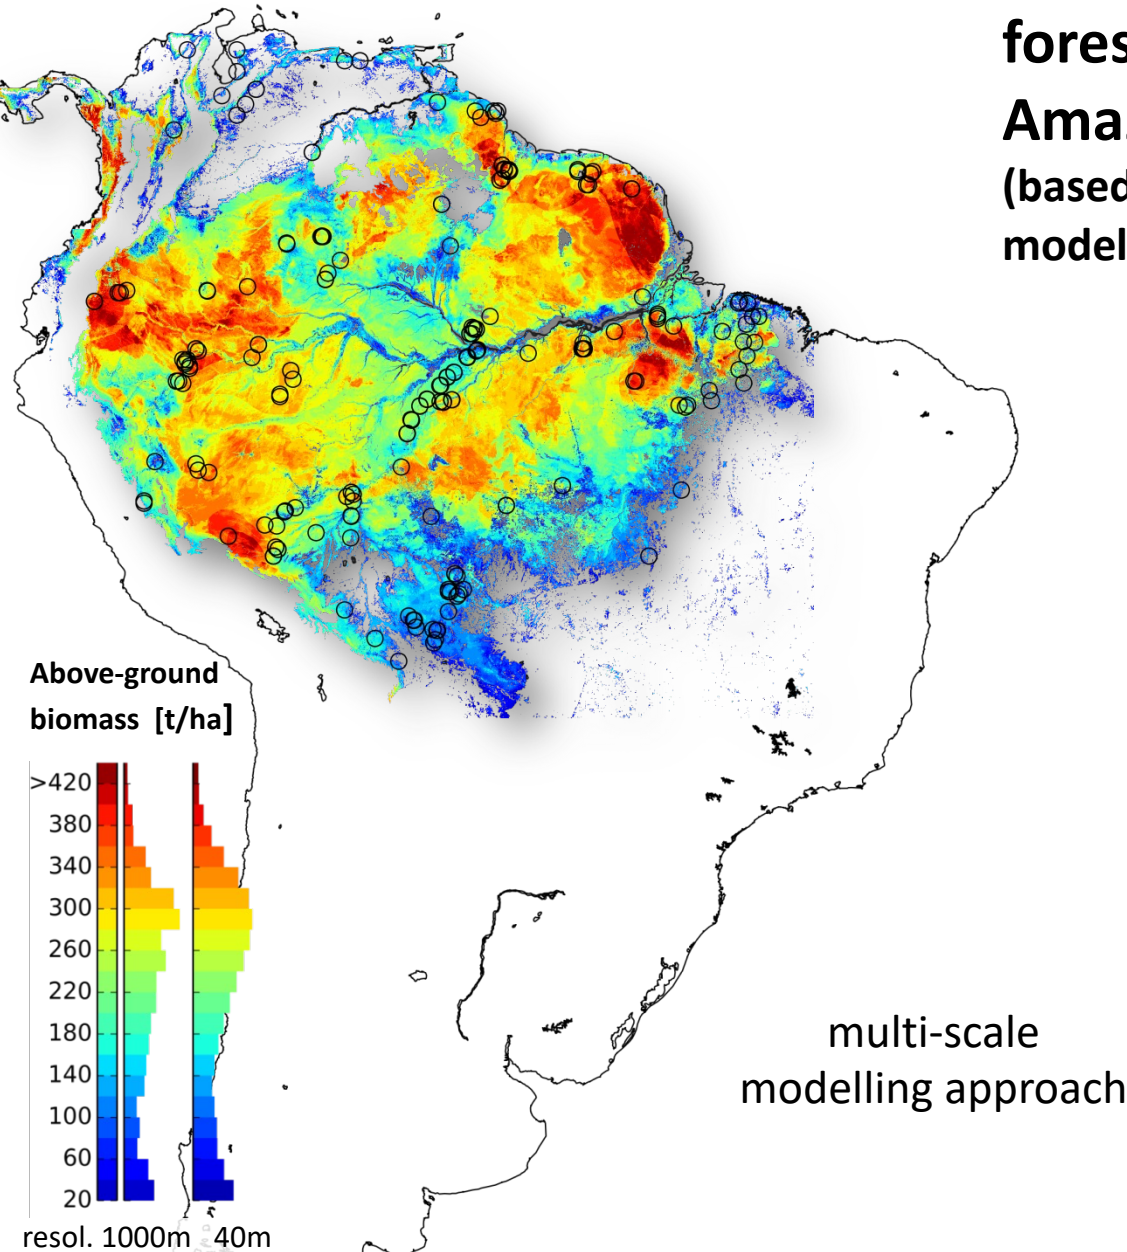 fores
Ama
(based
model
Above-ground
biomass [t/ha]
>420
380
340
300
260
220
180
140
100
60
20
resol. 1000m 40m
multi-scale
modelling approach